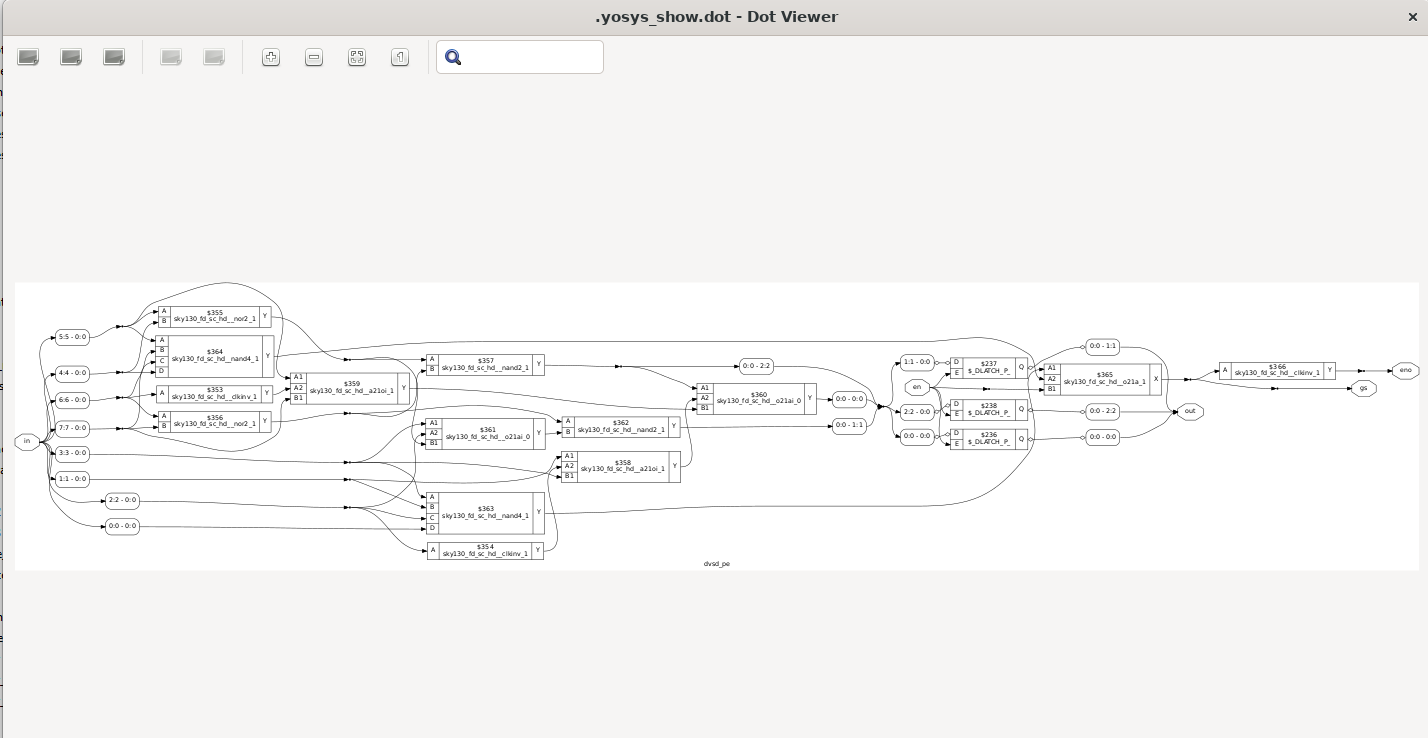 .yosys_show.dot - Dot Viewer
×
1
in
5:5 - 0:0
4:4 - 0:0
6:6 - 0:0
7:7 - 0:0
3:3 - 0:0
1:1 - 0:0
2:2 - 0:0
0:0 - 0:0
A
B
$355
sky130_fd_sc_hd__nor2_1
Y
A
B
C
D
$364
sky130_fd_sc_hd__nand4_1
Y
A
$353
sky130_fd_sc_hd__clkinv_1
Y
A
B
$356
sky130_fd_sc_hd__nor2_1
Y
A1
A2
B1
$359
sky130_fd_sc_hd__a21oi_1
Y
A
B
$357
sky130_fd_sc_hd__nand2_1
Y
A1
A2
B1
$361
sky130_fd_sc_hd__o21ai_0
Y
A
B
C
D
$363
sky130_fd_sc_hd__nand4_1
Y
A
$354
sky130_fd_sc_hd__clkinv_1
Y
A
B
$362
sky130_fd_sc_hd__nand2_1
Y
A1
A2
B1
$358
sky130_fd_sc_hd__a21oi_1
Y
A1
A2
B1
$360
sky130_fd_sc_hd__o21ai_0
Y
0:0 - 2:2
0:0 - 0:0
0:0 - 1:1
1:1 - 0:0
en
2:2 - 0:0
0:0 - 0:0
D
E
$237
$_DLATCH_P_
Q
D
E
$238
$_DLATCH_P_
Q
D
E
$236
$_DLATCH_P_
Q
A1
A2
B1
$365
sky130_fd_sc_hd__o21a_1
X
0:0 - 1:1
0:0 - 2:2
0:0 - 0:0
out
A
$366
sky130_fd_sc_hd__clkinv_1
Y
eno
gs
dvsd_pe